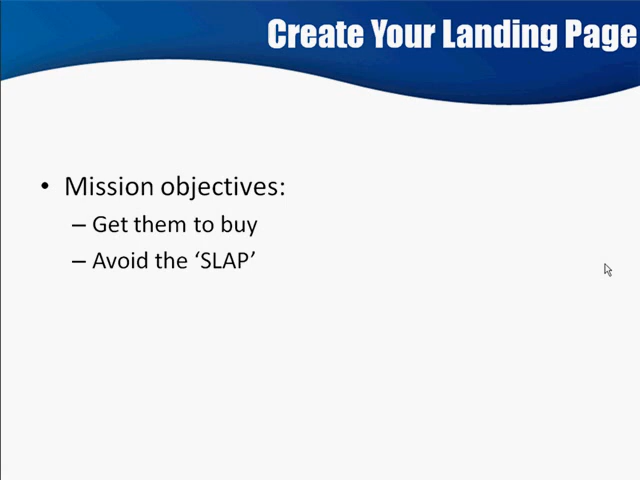 Create Your Landing Page
• Mission objectives:
– Get them to buy
– Avoid the ‘SLAP’